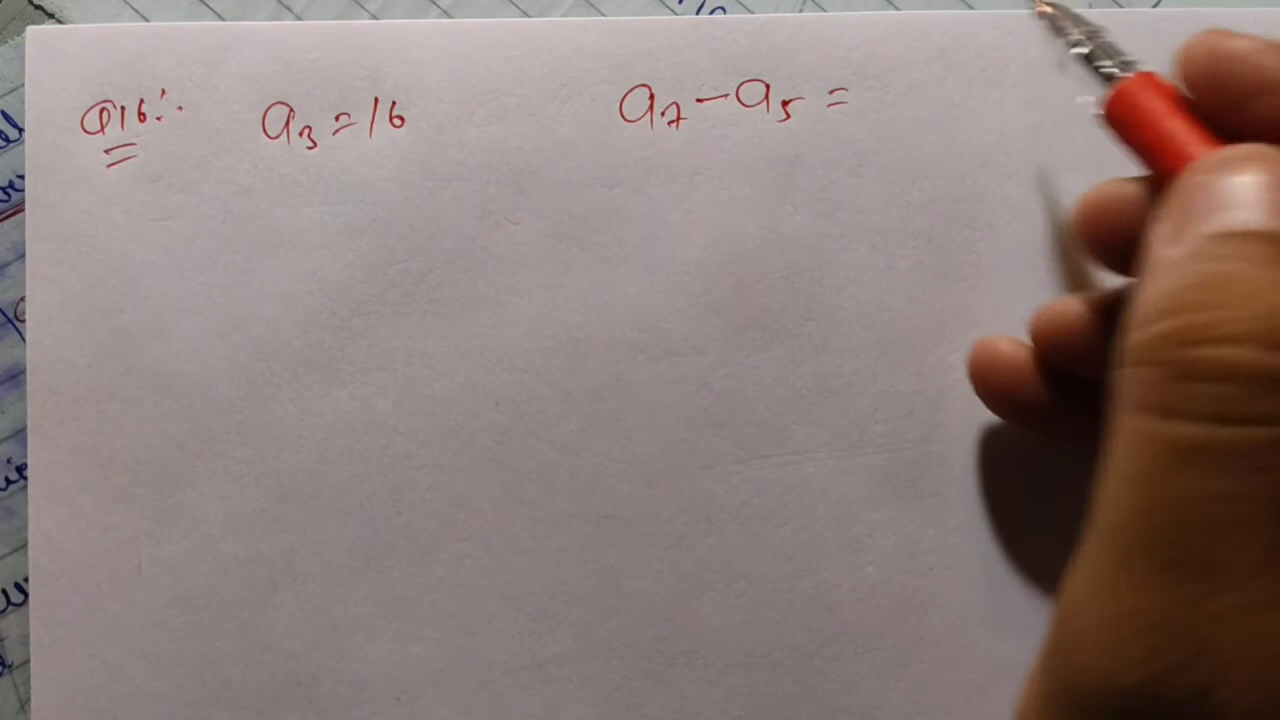 Q16:. a₃ = 16 a₇ - a₅ =